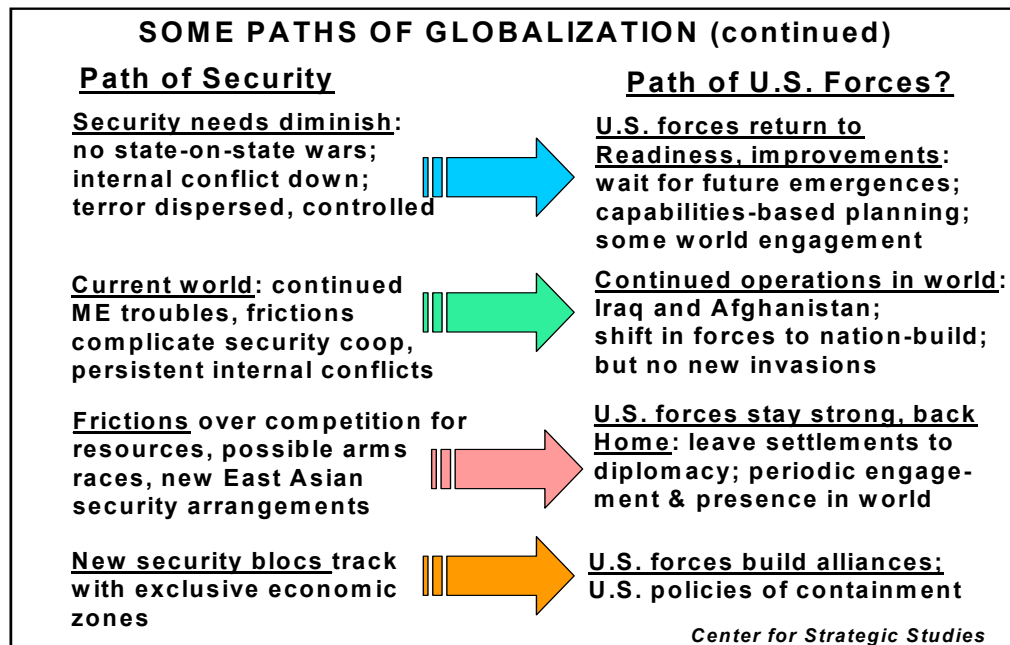 SOME PATHS OF GLOBALIZATION (continued)
Path of Security
Security needs diminish:
no state-on-state wars;
internal conflict down;
terror dispersed, controlled
Path of U.S. Forces?
U.S. forces return to
Readiness, improvements:
wait for future emergences;
capabilities-based planning;
some world engagement
Current world: continued
ME troubles, frictions
complicate security coop,
persistent internal conflicts
Continued operations in world:
Iraq and Afghanistan;
shift in forces to nation-build;
but no new invasions
Frictions over competition for
resources, possible arms
races, new East Asian
security arrangements
U.S. forces stay strong, back
Home: leave settlements to
diplomacy; periodic engage-
ment & presence in world
New security blocs track
with exclusive economic
zones
U.S. forces build alliances;
U.S. policies of containment
Center for Strategic Studies